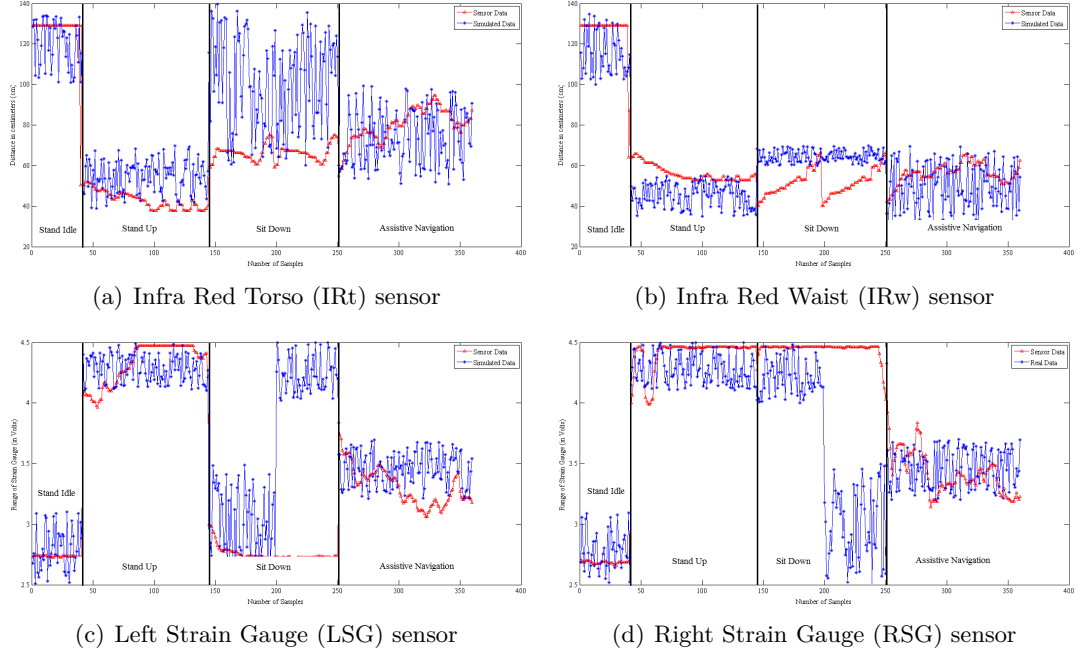 140
120
100
80
60
40
20
0 50 100 150 200 250 300 350 400
Distance in centimeters (cm)
Number of Samples
Sensor Data
Simulated Data
Stand Idle
Stand Up
Sit Down
Assistive Navigation
(a) Infra Red Torso (IRt) sensor
140
120
100
80
60
40
20
0 50 100 150 200 250 300 350 400
Distance in centimeters (cm)
Number of Samples
Sensor Data
Simulated Data
Stand Idle
Stand Up
Sit Down
Assistive Navigation
(b) Infra Red Waist (IRw) sensor
4.5
4
3.5
3
2.5
0 50 100 150 200 250 300 350 400
Range of Strain Gauge (in Volts)
Number of Samples
Sensor Data
Simulated Data
Stand Idle
Stand Up
Sit Down
Assistive Navigation
(c) Left Strain Gauge (LSG) sensor
4.5
4
3.5
3
2.5
0 50 100 150 200 250 300 350 400
Range of Strain Gauge (in Volts)
Number of Samples
Sensor Data
Real Data
Stand Idle
Stand Up
Sit Down
Assistive Navigation
(d) Right Strain Gauge (RSG) sensor